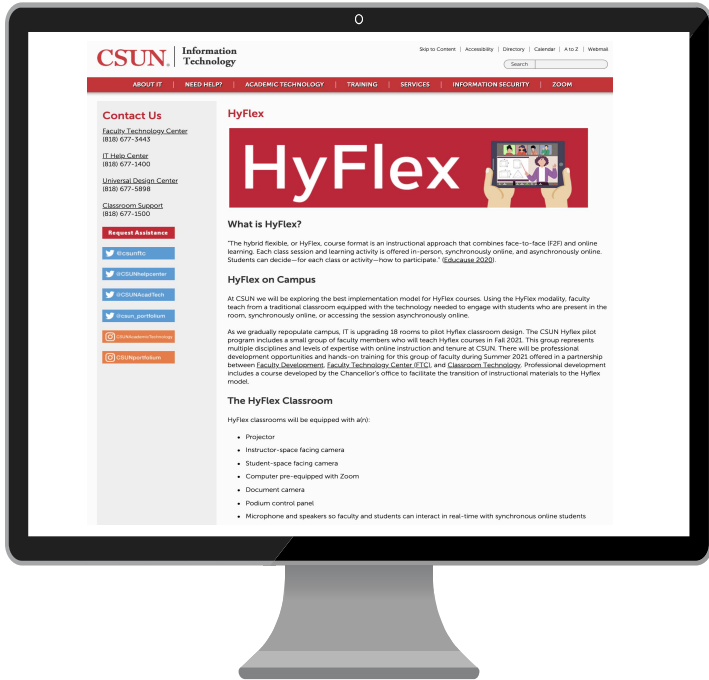 CSUN. Information
Technology
Skip to Content | Accessibility | Directory | Calendar | A to Z | Webmail
Search
ABOUT IT | NEED HELP? | ACADEMIC TECHNOLOGY | TRAINING | SERVICES | INFORMATION SECURITY | ZOOM
Contact Us
Faculty Technology Center
(818) 677-3443
IT Help Center
(818) 677-1400
Universal Design Center
(818) 677-5898
Classroom Support
(818) 677-1500
Request Assistance
@csunftc
@CSUNhelpcenter
@CSUNAcadTech
@csun_portfolium
CSUNAcademicTechnology
CSUNportfolium
HyFlex
HyFlex
What is HyFlex?
"The hybrid flexible, or HyFlex, course format is an instructional approach that combines face-to-face (F2F) and online
learning. Each class session and learning activity is offered in-person, synchronously online, and asynchronously online.
Students can decide—for each class or activity—how to participate." (Educause 2020).
HyFlex on Campus
At CSUN we will be exploring the best implementation model for HyFlex courses. Using the HyFlex modality, faculty
teach from a traditional classroom equipped with the technology needed to engage with students who are present in the
room, synchronously online, or accessing the session asynchronously online.
As we gradually repopulate campus, IT is upgrading 18 rooms to pilot Hyflex classroom design. The CSUN Hyflex pilot
program includes a small group of faculty members who will teach Hyflex courses in Fall 2021. This group represents
multiple disciplines and levels of expertise with online instruction and tenure at CSUN. There will be professional
development opportunities and hands-on training for this group of faculty during Summer 2021 offered in a partnership
between Faculty Development, Faculty Technology Center (FTC), and Classroom Technology. Professional development
includes a course developed by the Chancellor's office to facilitate the transition of instructional materials to the Hyflex
model.
The HyFlex Classroom
HyFlex classrooms will be equipped with a(n):
• Projector
• Instructor-space facing camera
• Student-space facing camera
• Computer pre-equipped with Zoom
• Document camera
• Podium control panel
• Microphone and speakers so faculty and students can interact in real-time with synchronous online students